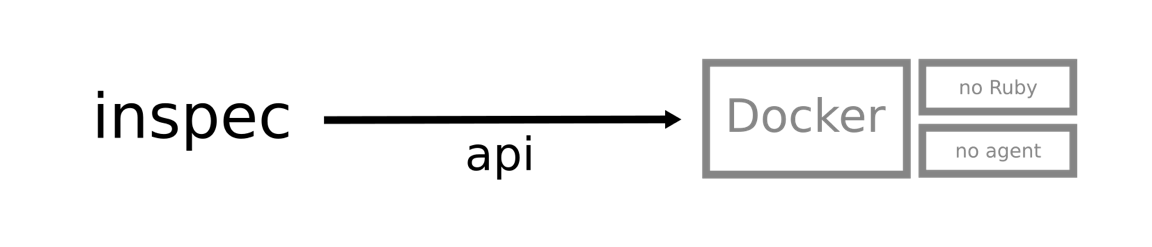 inspec
api
Docker
no Ruby
no agent